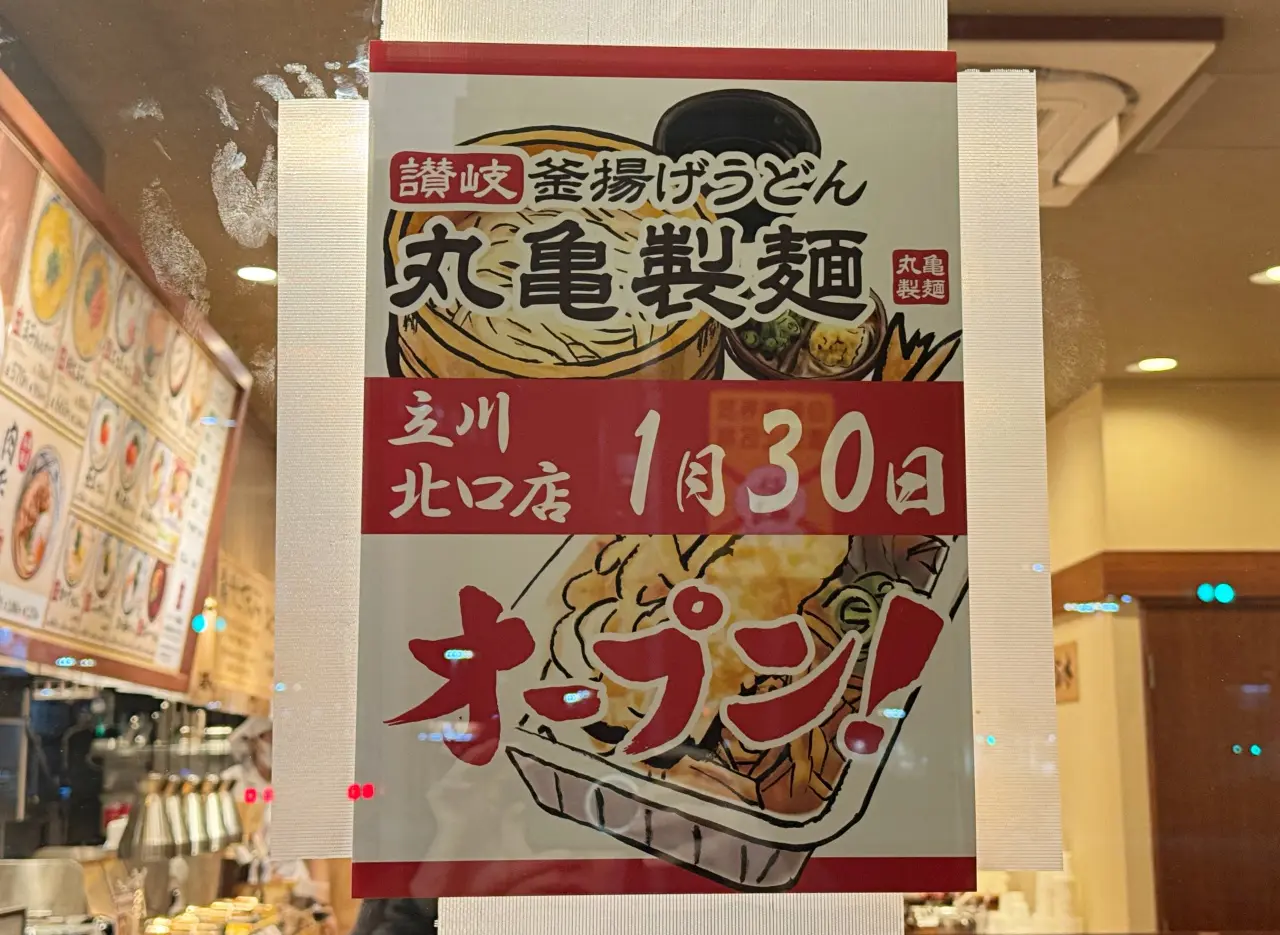 讃岐 釜揚げうどん
丸亀製麺
丸亀
製麺
立川
北口店
1月30日
オープン!
肉